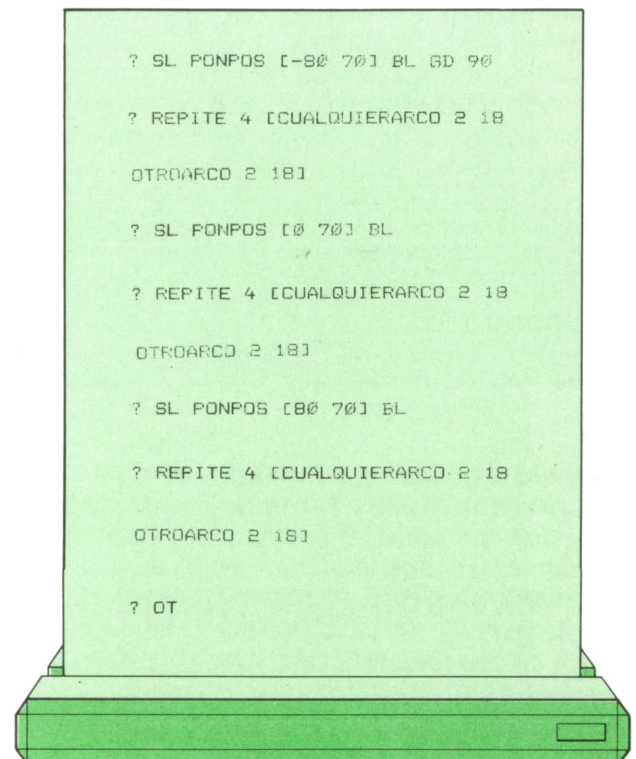 ? SL PONPOS [-8Ø 7Ø] BL GD 9Ø
? REPITE 4 [CUALQUIERARCO 2 18
OTROARCO 2 18]
? SL PONPOS [Ø 7Ø] BL
? REPITE 4 [CUALQUIERARCO 2 18
OTROARCO 2 18]
? SL PONPOS [8Ø 7Ø] BL
? REPITE 4 [CUALQUIERARCO 2 18
OTROARCO 2 18]
? OT